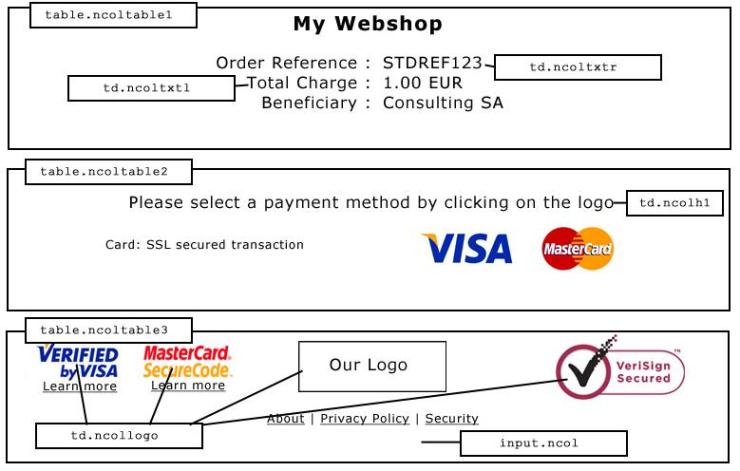 table.ncoltable1
My Webshop
Order Reference : STDREF123
td.ncoltxtr
td.ncoltxtl
Total Charge : 1.00 EUR
Beneficiary : Consulting SA
table.ncoltable2
Please select a payment method by clicking on the logo
td.ncolh1
Card: SSL secured transaction
VISA
MasterCard
table.ncoltable3
VERIFIED
by VISA
Learn more
MasterCard.
SecureCode.
Learn more
Our Logo
VeriSign
Secured
™
About | Privacy Policy | Security
td.ncollogo
input.ncol